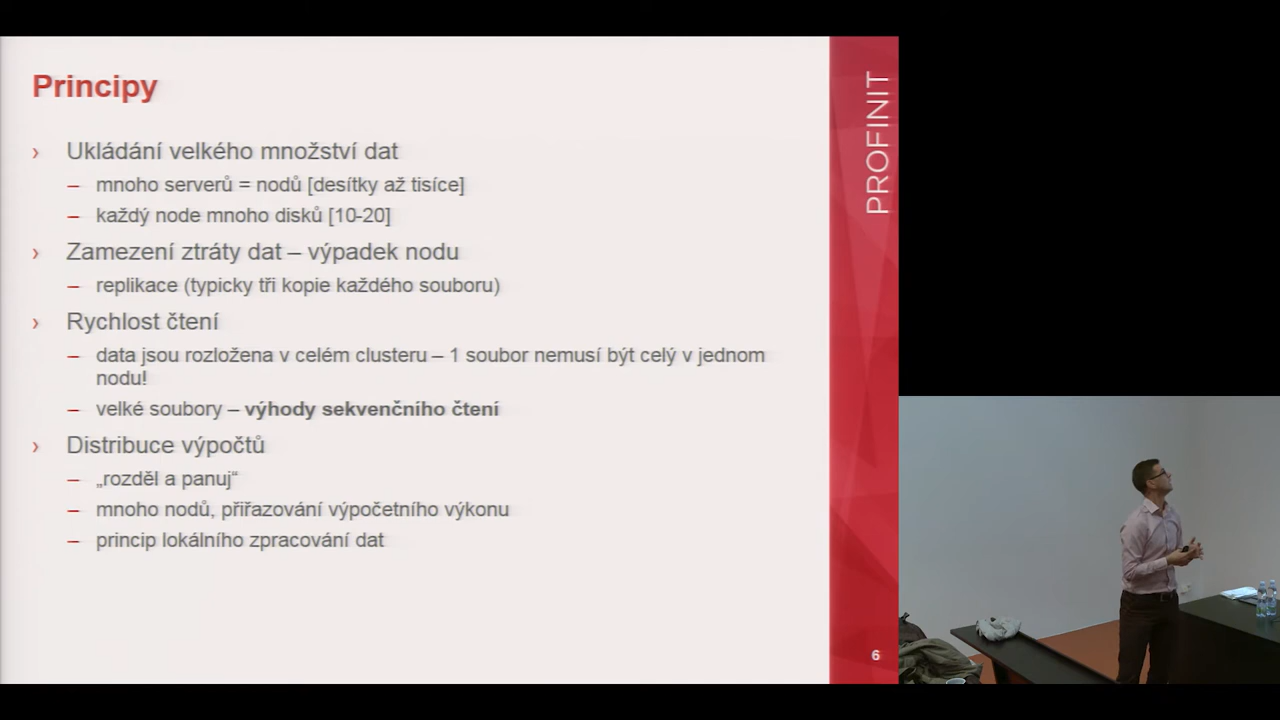 Principy
› Ukládání velkého množství dat
– mnoho serverů = nodů [desítky až tisíce]
– každý node mnoho disků [10-20]
› Zamezení ztráty dat – výpadek nodu
– replikace (typicky tři kopie každého souboru)
› Rychlost čtení
– data jsou rozložena v celém clusteru – 1 soubor nemusí být celý v jednom
nodu!
– velké soubory – výhody sekvenčního čtení
› Distribuce výpočtů
– „rozděl a panuj“
– mnoho nodů, přiřazování výpočetního výkonu
– princip lokálního zpracování dat
PROFINIT
6